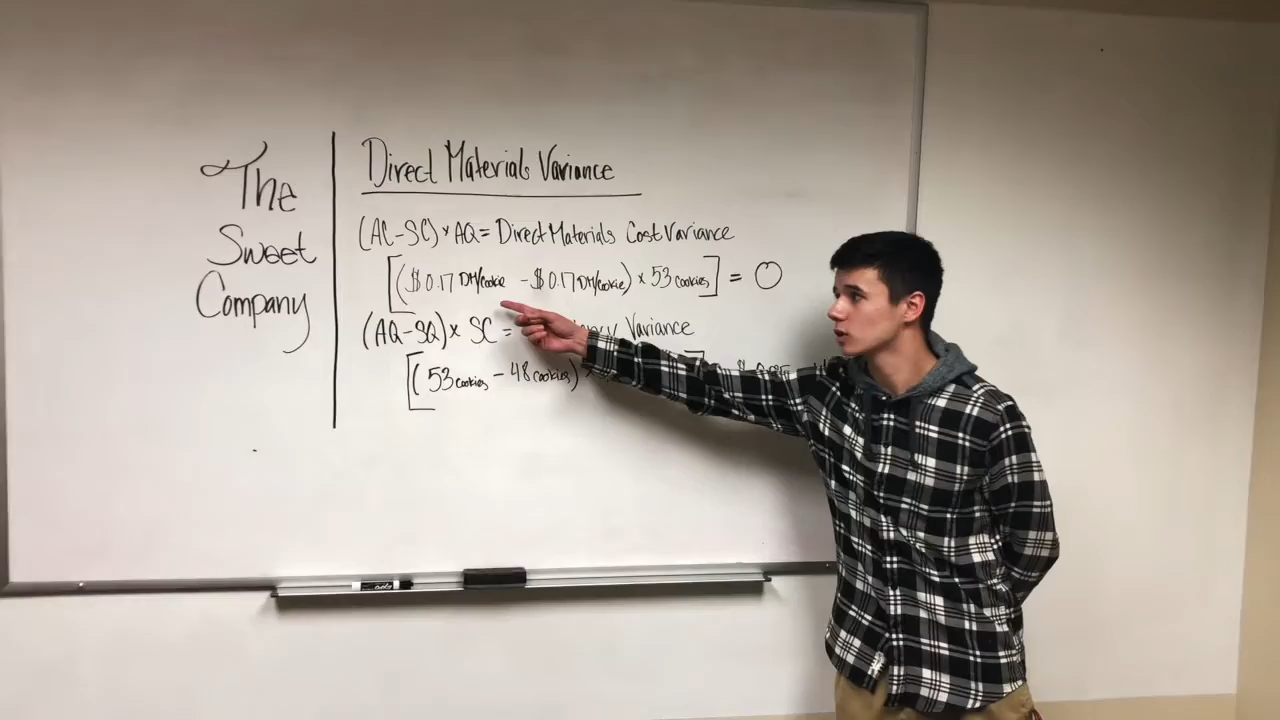 The
Sweet
Company
Direct Materials Variance
(AC-SC)×AQ= Direct Materials Cost Variance
[($0.17 DM/cookie - $0.17 DM/cookie) × 53 cookies] = 0
(AQ-SQ)× SC = Variance
[(53 cookies - 48 cookies)